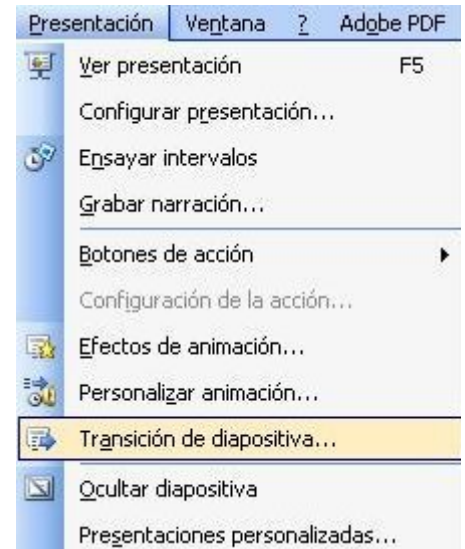 Presentación Ventana ? Adobe PDF
Ver presentación F5
Configurar presentación...
Ensayar intervalos
Grabar narración...
Botones de acción
Configuración de la acción...
Efectos de animación...
Personalizar animación...
Transición de diapositiva...
Ocultar diapositiva
Presentaciones personalizadas...